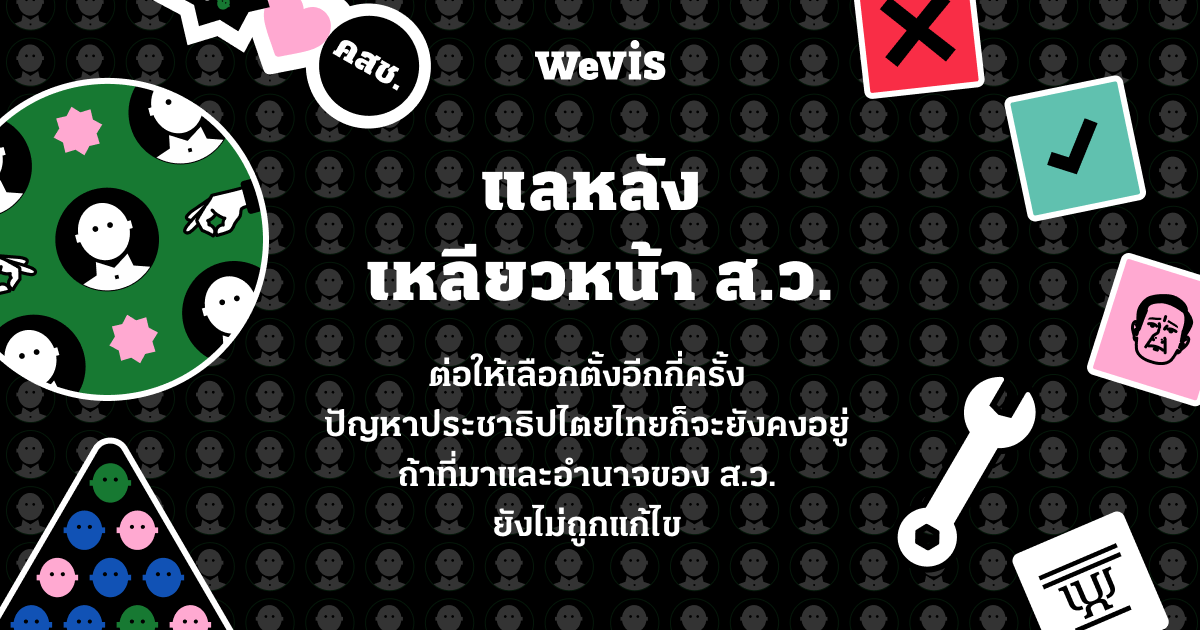 คสช.
WeVis
แลหลัง
เหลียวหน้า ส.ว.
ต่อให้เลือกตั้งอีกกี่ครั้ง
ปัญหาประชาธิปไตยไทยก็จะยังคงอยู่
ถ้าที่มาและอำนาจของ ส.ว.
ยังไม่ถูกแก้ไข